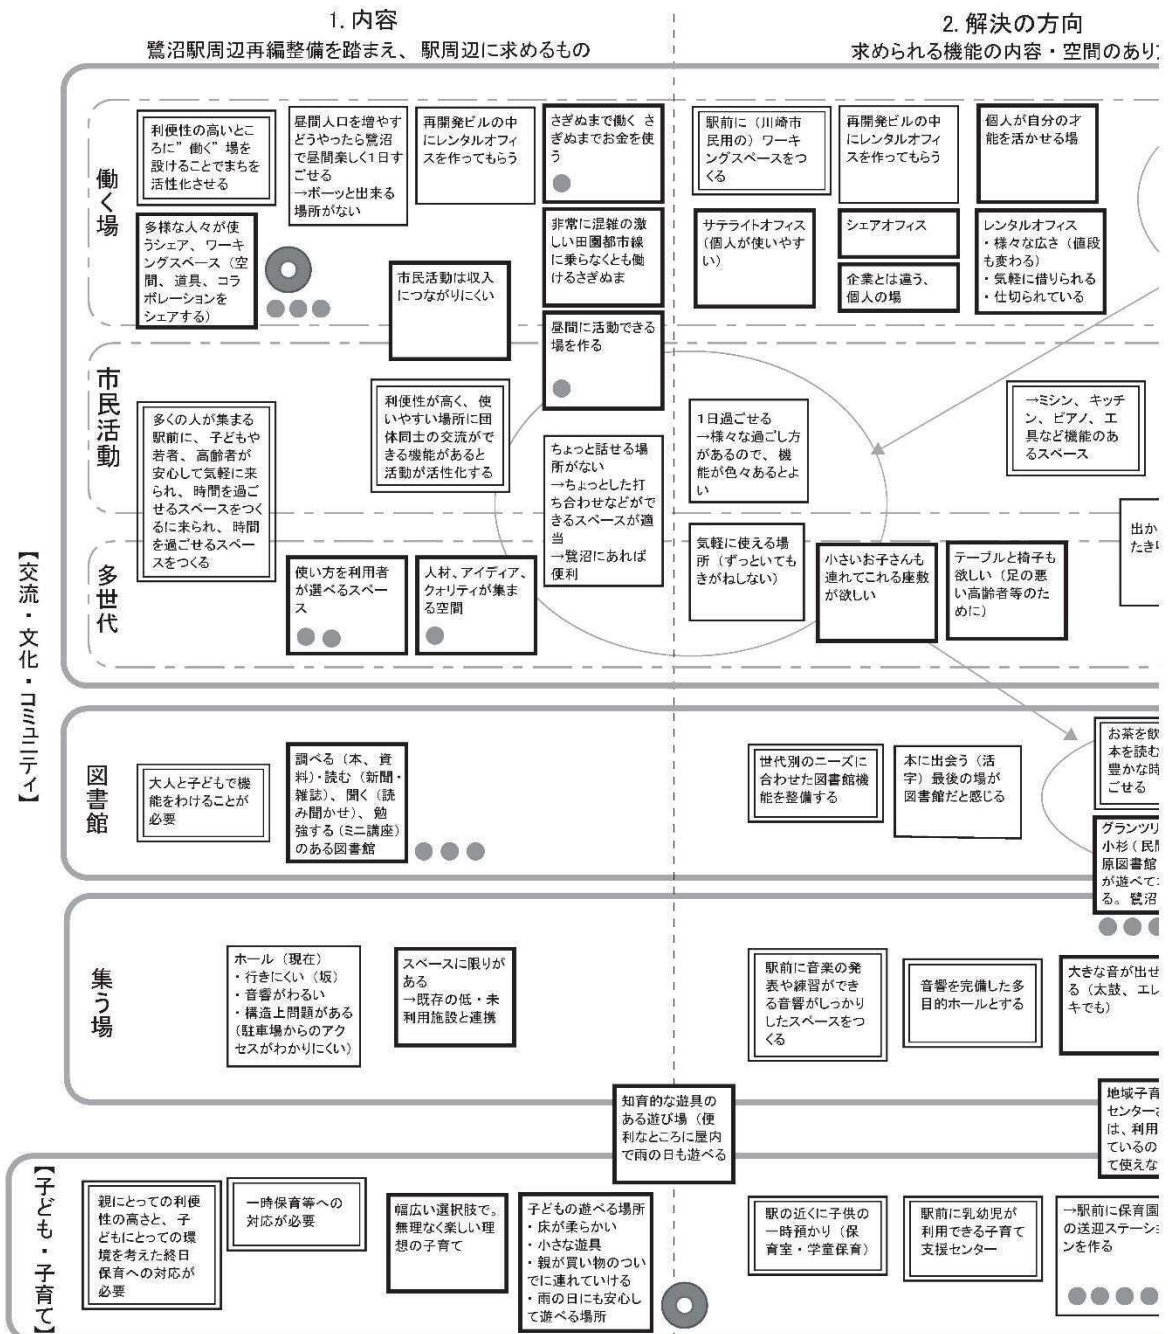 1. 内容
鷺沼駅周辺再編整備を踏まえ、駅周辺に求めるもの
2. 解決の方向
求められる機能の内容・空間のあり
【交流・文化・コミュニティ】
働く場
利便性の高いとこ
ろに”働く”場を
設けることでまちを
活性化させる
昼間人口を増やす
どうやったら鷺沼
で昼間楽しく1日す
ごせる
→ボーッと出来る
場所がない
再開発ビルの中
にレンタルオフィ
スを作ってもらう
さぎぬまで働く さ
ぎぬまでお金を使
う
多様な人々が使
うシェア、ワーキ
ングスペース（空
間、道具、コラ
ボレーションを
シェアする）
市民活動は収入
につながりにくい
非常に混雑の激
しい田園都市線
に乗らなくとも働
けるさぎぬま
昼間に活動できる
場を作る
駅前に（川崎市
民用の）ワーキ
ングスペースをつ
くる
再開発ビルの中
にレンタルオフィ
スを作ってもらう
個人が自分の才
能を活かせる場
サテライトオフィス
（個人が使いやす
い）
シェアオフィス
企業とは違う、
個人の場
レンタルオフィス
・様々な広さ（値段
も変わる）
・気軽に借りられる
・仕切られている
市民活動
多くの人が集まる
駅前に、子どもや
若者、高齢者が
安心して気軽に来
られ、時間を過ご
せるスペースをつく
るに来られ、時間
を過ごせるスペー
スをつくる
利便性が高く、使
いやすい場所に団
体同士の交流がで
きる機能があると
活動が活性化する
ちょっと話せる場
所がない
→ちょっとした打
ち合わせなどがで
きるスペースが適
当
→鷺沼にあれば
便利
1日過ごせる
→様々な過ごし方
があるので、機
能が色々あるとよ
い
→ミシン、キッチ
ン、ピアノ、工
具など機能のあ
るスペース
多世代
使い方を利用者
が選べるスペー
ス
人材、アイディア、
クォリティが集ま
る空間
気軽に使える場
所（ずっといても
きがねしない）
小さいお子さんも
連れてこれる座敷
が欲しい
テーブルと椅子も
欲しい（足の悪
い高齢者等のた
めに）
出か
たき
図書館
大人と子どもで機
能をわけることが
必要
調べる（本、資
料）・読む（新聞・
雑誌）、聞く（読
み聞かせ）、勉
強する（ミニ講座）
のある図書館
世代別のニーズに
合わせた図書館機
能を整備する
本に出会う（活
字）最後の場が
図書館だと感じる
お茶を飲
本を読む
豊かな時
ごせる
グランツリ
小杉（民
原図書館
が遊べて
る。鷺沼
集う場
ホール（現在）
・行きにくい（坂）
・音響がわるい
・構造上問題がある
（駐車場からのアク
セスがわかりにくい）
スペースに限りが
ある
→既存の低・未
利用施設と連携
駅前に音楽の発
表や練習ができ
る音響がしっかり
したスペースをつ
くる
音響を完備した多
目的ホールとする
大きな音が出せ
る（太鼓、エレ
キでも）
知育的な遊具の
ある遊び場（便
利なところに屋内
で雨の日も遊べる
地域子育
センター
は、利用
ているの
て使えな
【子ども・子育て】
親にとっての利便
性の高さと、子
どもにとっての環
境を考えた終日
保育への対応が
必要
一時保育等への
対応が必要
幅広い選択肢で。
無理なく楽しい理
想の子育て
子どもの遊べる場所
・床が柔らかい
・小さな遊具
・親が買い物のつい
でに連れていける
・雨の日にも安心し
て遊べる場所
駅の近くに子供の
一時預かり（保
育室・学童保育）
駅前に乳幼児が
利用できる子育て
支援センター
→駅前に保育園
の送迎ステーショ
ンを作る